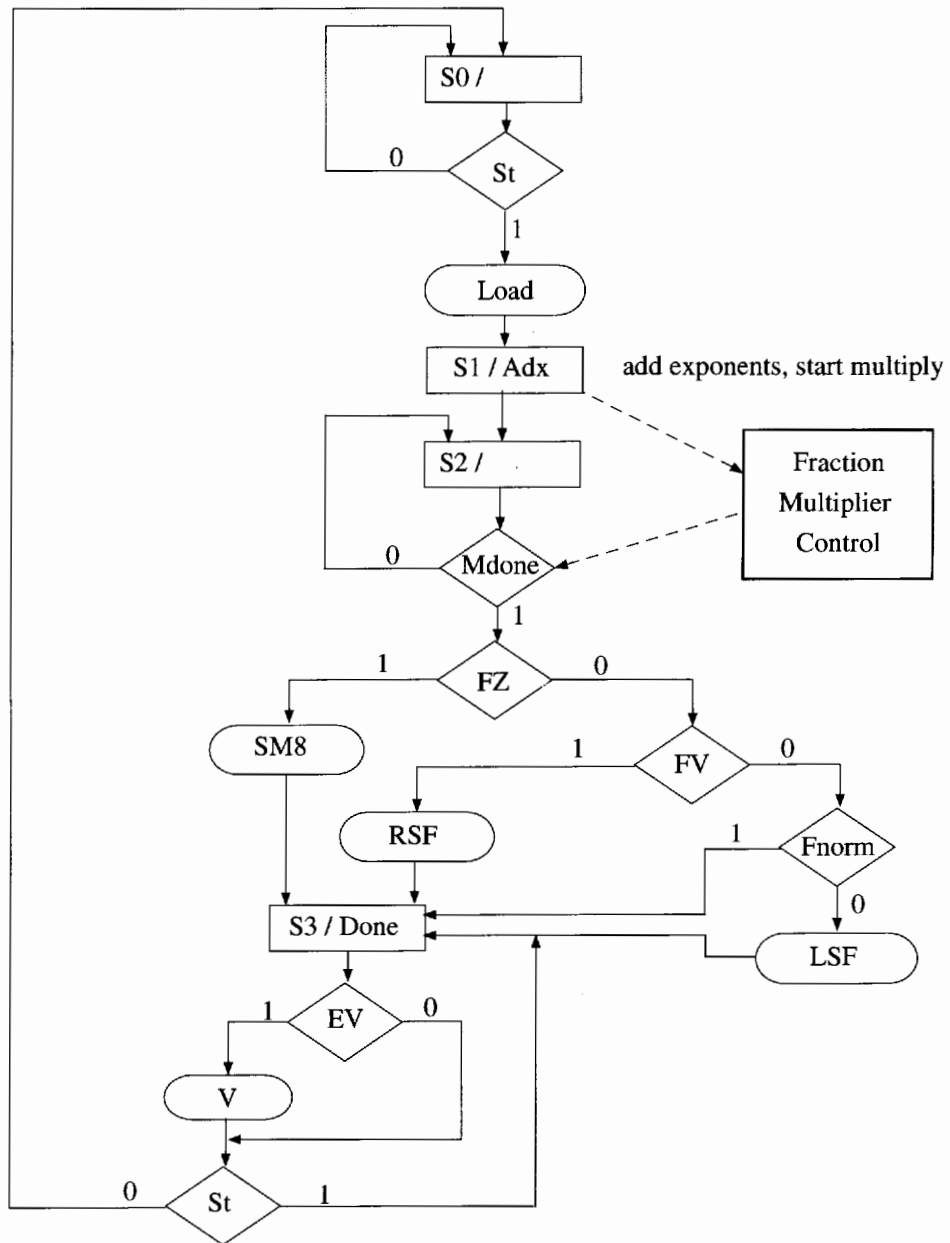 S0 /
0
St
1
Load
S1 / Adx
add exponents, start multiply
S2 /
Fraction
Multiplier
Control
0
Mdone
1
1
FZ
0
SM8
1
FV
0
RSF
1
Fnorm
0
S3 / Done
LSF
1
EV
0
V
0
St
1